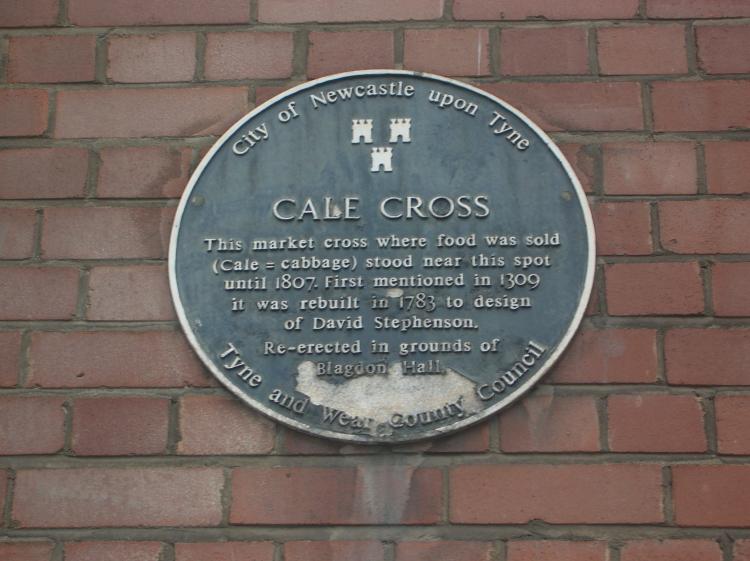 City of Newcastle upon Tyne
CALE CROSS
This market cross where food was sold
(Cale = cabbage) stood near this spot
until 1807. First mentioned in 1309
it was rebuilt in 1783 to design
of David Stephenson.
Re-erected in grounds of
Blagdon Hall.
Tyne and Wear County Council